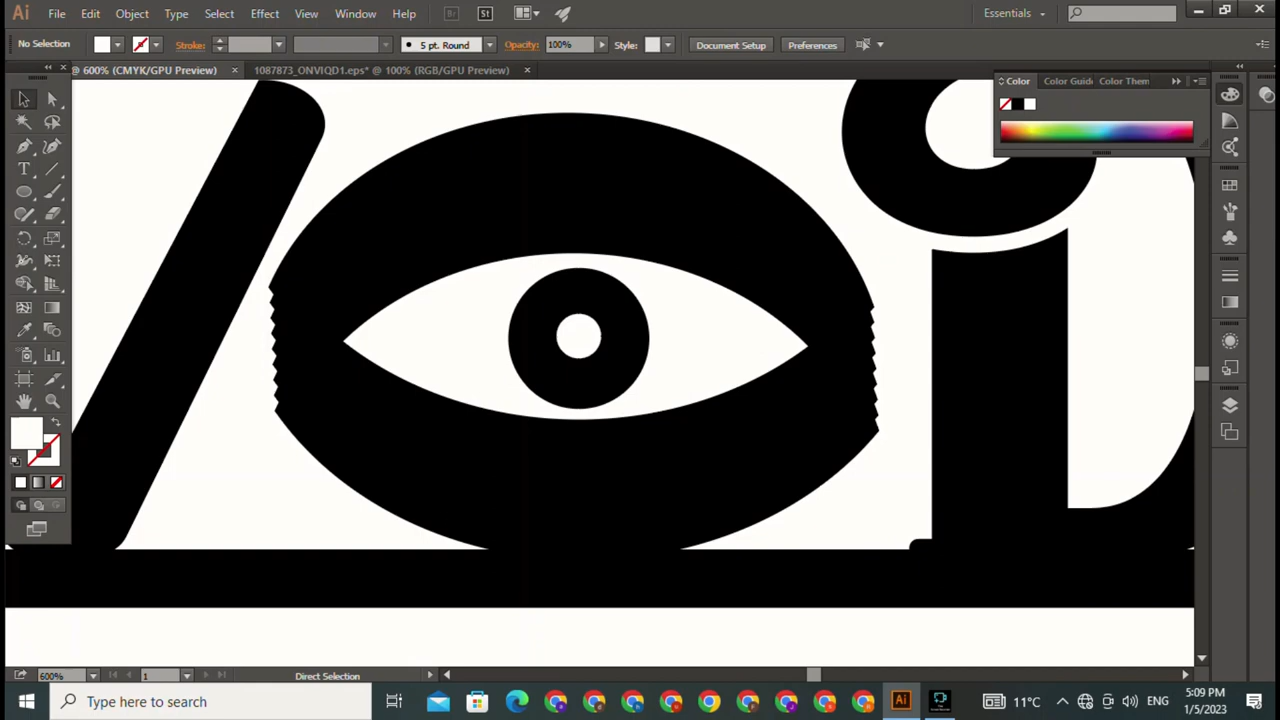 Ai File Edit Object Type Select Effect View Window Help Br St Essentials
No Selection Stroke: 5 pt. Round Opacity: 100% Style: Document Setup Preferences
@ 600% (CMYK/GPU Preview) × 1087873_ONVIQD1.eps* @ 100% (RGB/GPU Preview) ×
Color Color Guide Color Them
600% 1 Direct Selection
Type here to search
Ai
11°C ENG
5:09 PM
1/5/2023